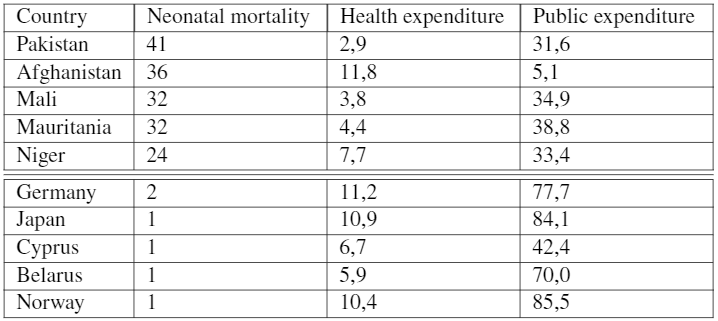 Country Neonatal mortality Health expenditure Public expenditure
Pakistan 41 2,9 31,6
Afghanistan 36 11,8 5,1
Mali 32 3,8 34,9
Mauritania 32 4,4 38,8
Niger 24 7,7 33,4
Germany 2 11,2 77,7
Japan 1 10,9 84,1
Cyprus 1 6,7 42,4
Belarus 1 5,9 70,0
Norway 1 10,4 85,5